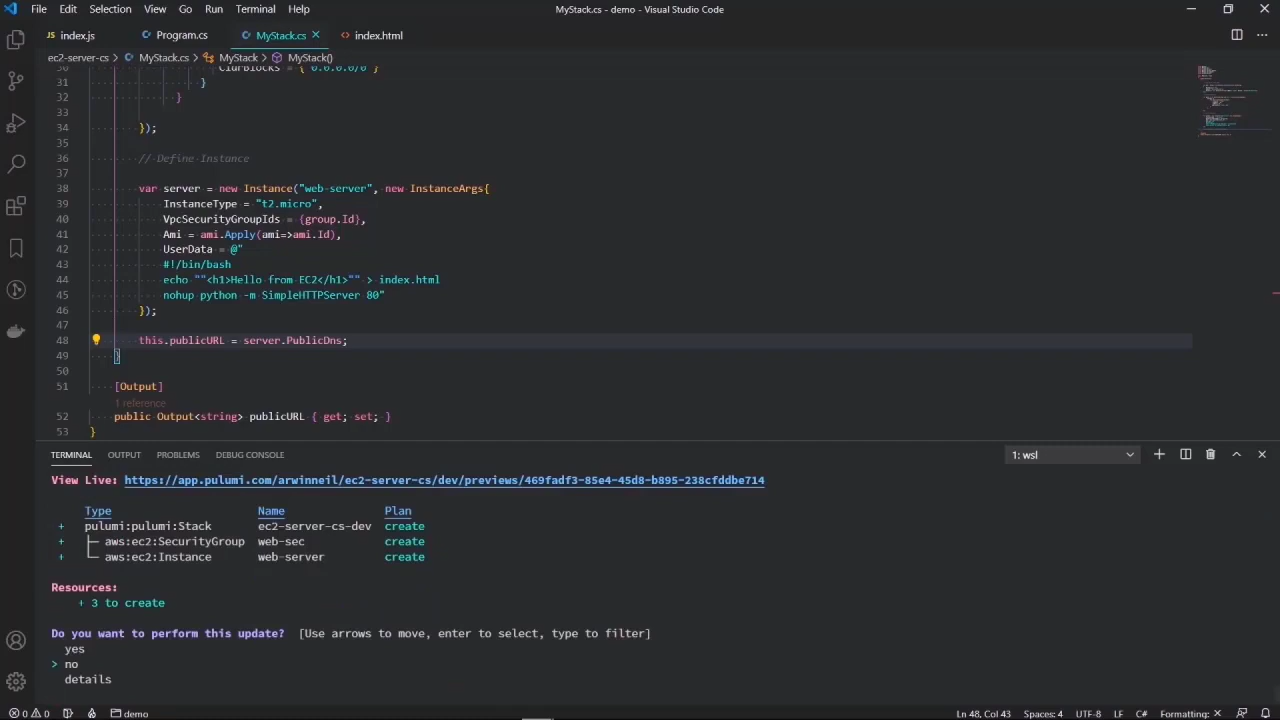 File Edit Selection View Go Run Terminal Help MyStack.cs - demo - Visual Studio Code
index.js Program.cs MyStack.cs index.html
ec2-server-cs > MyStack.cs > MyStack > MyStack()
30 CidrBlocks = { "0.0.0.0/0" }
31 }
32 }
33
34 });
35
36 // Define Instance
37
38 var server = new Instance("web-server", new InstanceArgs{
39 InstanceType = "t2.micro",
40 VpcSecurityGroupIds = {group.Id},
41 Ami = ami.Apply(ami=>ami.Id),
42 UserData = @"
43 #!/bin/bash
44 echo ""<h1>Hello from EC2</h1>"" > index.html
45 nohup python -m SimpleHTTPServer 80"
46 });
47
48 this.publicURL = server.PublicDns;
49 }
50
51 [Output]
1 reference
52 public Output<string> publicURL { get; set; }
53 }
TERMINAL OUTPUT PROBLEMS DEBUG CONSOLE 1: wsl
View Live: https://app.pulumi.com/arwinneil/ec2-server-cs/dev/previews/469fadf3-85e4-45d8-b895-238cfddbe714
Type Name Plan
+ pulumi:pulumi:Stack ec2-server-cs-dev create
+ ├─ aws:ec2:SecurityGroup web-sec create
+ └─ aws:ec2:Instance web-server create
Resources:
+ 3 to create
Do you want to perform this update? [Use arrows to move, enter to select, type to filter]
yes
> no
details
0 0 demo Ln 48, Col 43 Spaces: 4 UTF-8 LF C# Formatting: ×